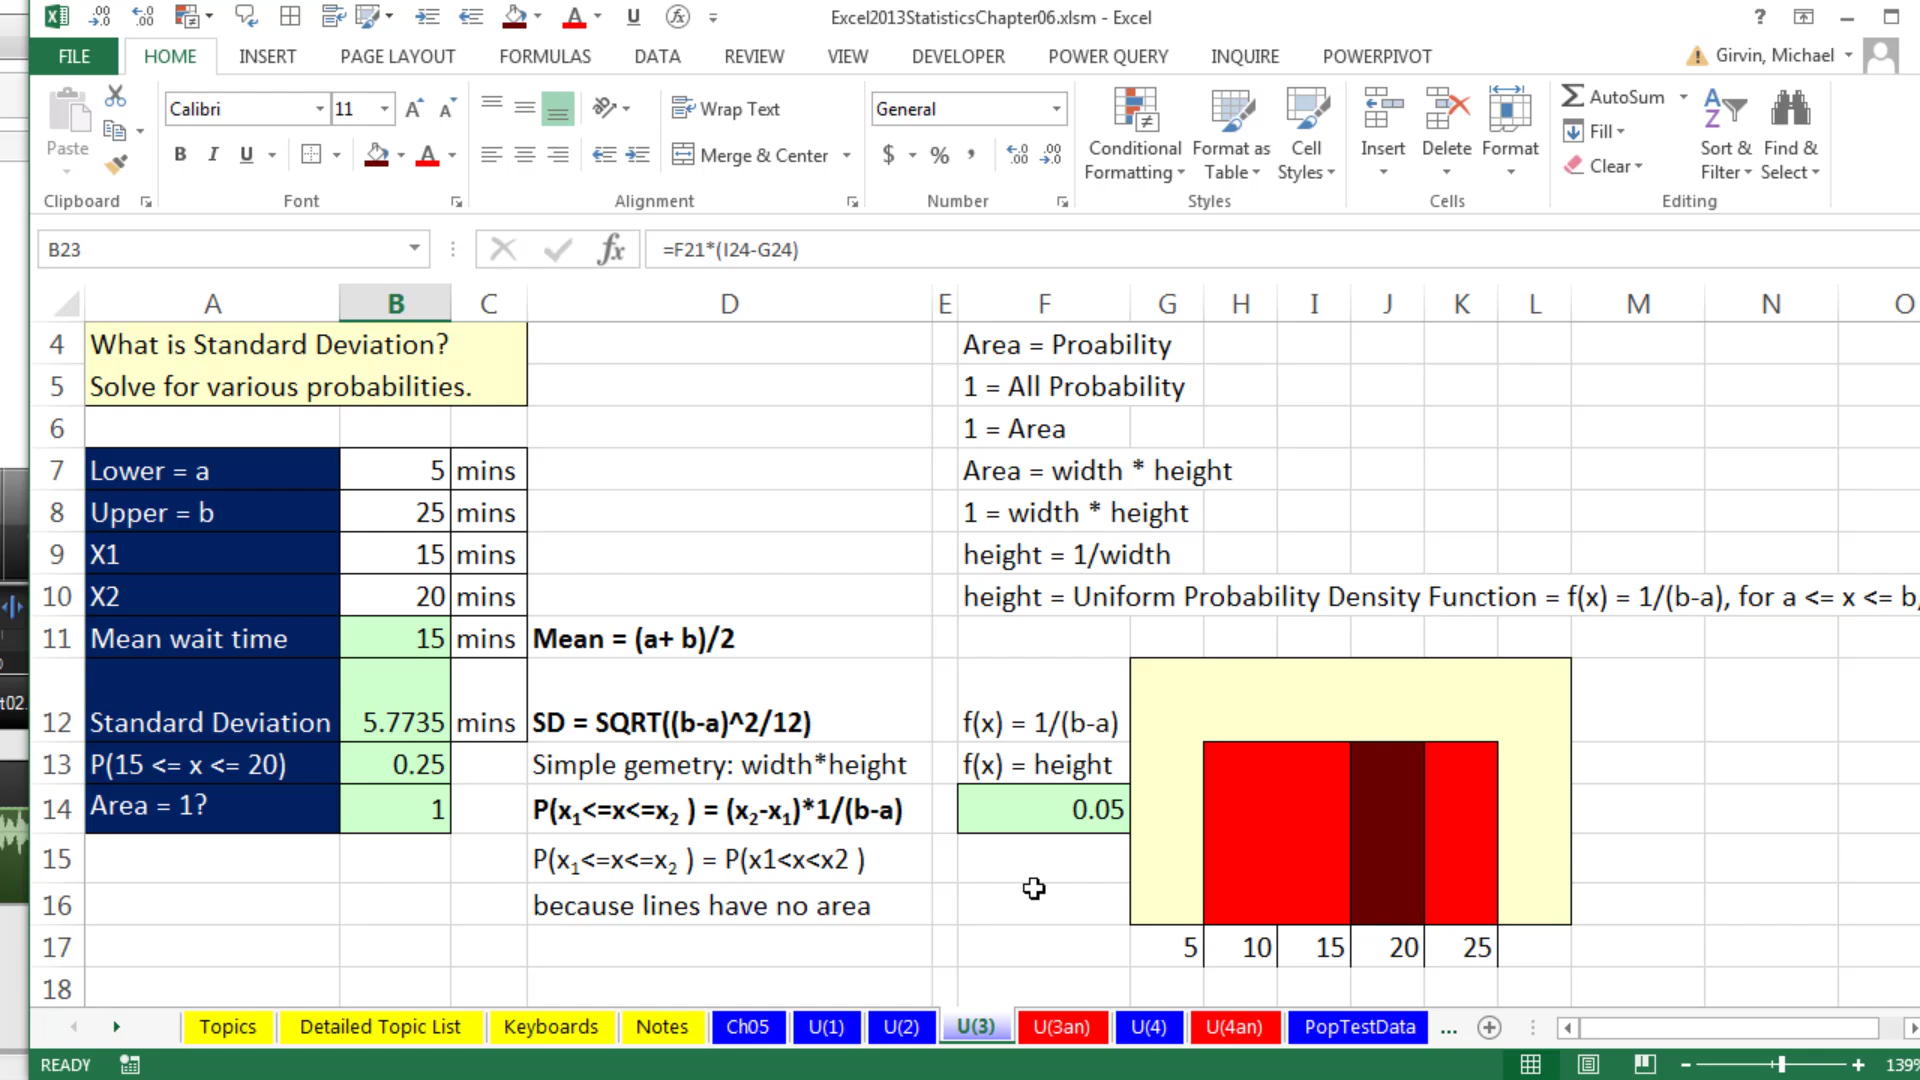 Excel2013StatisticsChapter06.xlsm - Excel
FILE HOME INSERT PAGE LAYOUT FORMULAS DATA REVIEW VIEW DEVELOPER POWER QUERY INQUIRE POWERPIVOT Girvin, Michael
Paste
Clipboard
Calibri 11
B I U
Font
Wrap Text
Merge & Center
Alignment
General
$ % ,
Number
Conditional Formatting
Format as Table
Cell Styles
Styles
Insert Delete Format
Cells
AutoSum
Fill
Clear
Sort & Filter
Find & Select
Editing
B23 fx =F21*(I24-G24)
A B C D E F G H I J K L M N O
4 What is Standard Deviation? Area = Proability
5 Solve for various probabilities. 1 = All Probability
6 1 = Area
7 Lower = a 5 mins Area = width * height
8 Upper = b 25 mins 1 = width * height
9 X1 15 mins height = 1/width
10 X2 20 mins height = Uniform Probability Density Function = f(x) = 1/(b-a), for a <= x <= b,
11 Mean wait time 15 mins Mean = (a+ b)/2
12 Standard Deviation 5.7735 mins SD = SQRT((b-a)^2/12) f(x) = 1/(b-a)
13 P(15 <= x <= 20) 0.25 Simple gemetry: width*height f(x) = height
14 Area = 1? 1 P(x₁<=x<=x₂ ) = (x₂-x₁)*1/(b-a) 0.05
15 P(x₁<=x<=x₂ ) = P(x1<x<x2 )
16 because lines have no area
17 5 10 15 20 25
18
Topics Detailed Topic List Keyboards Notes Ch05 U(1) U(2) U(3) U(3an) U(4) U(4an) PopTestData ...
READY 139%